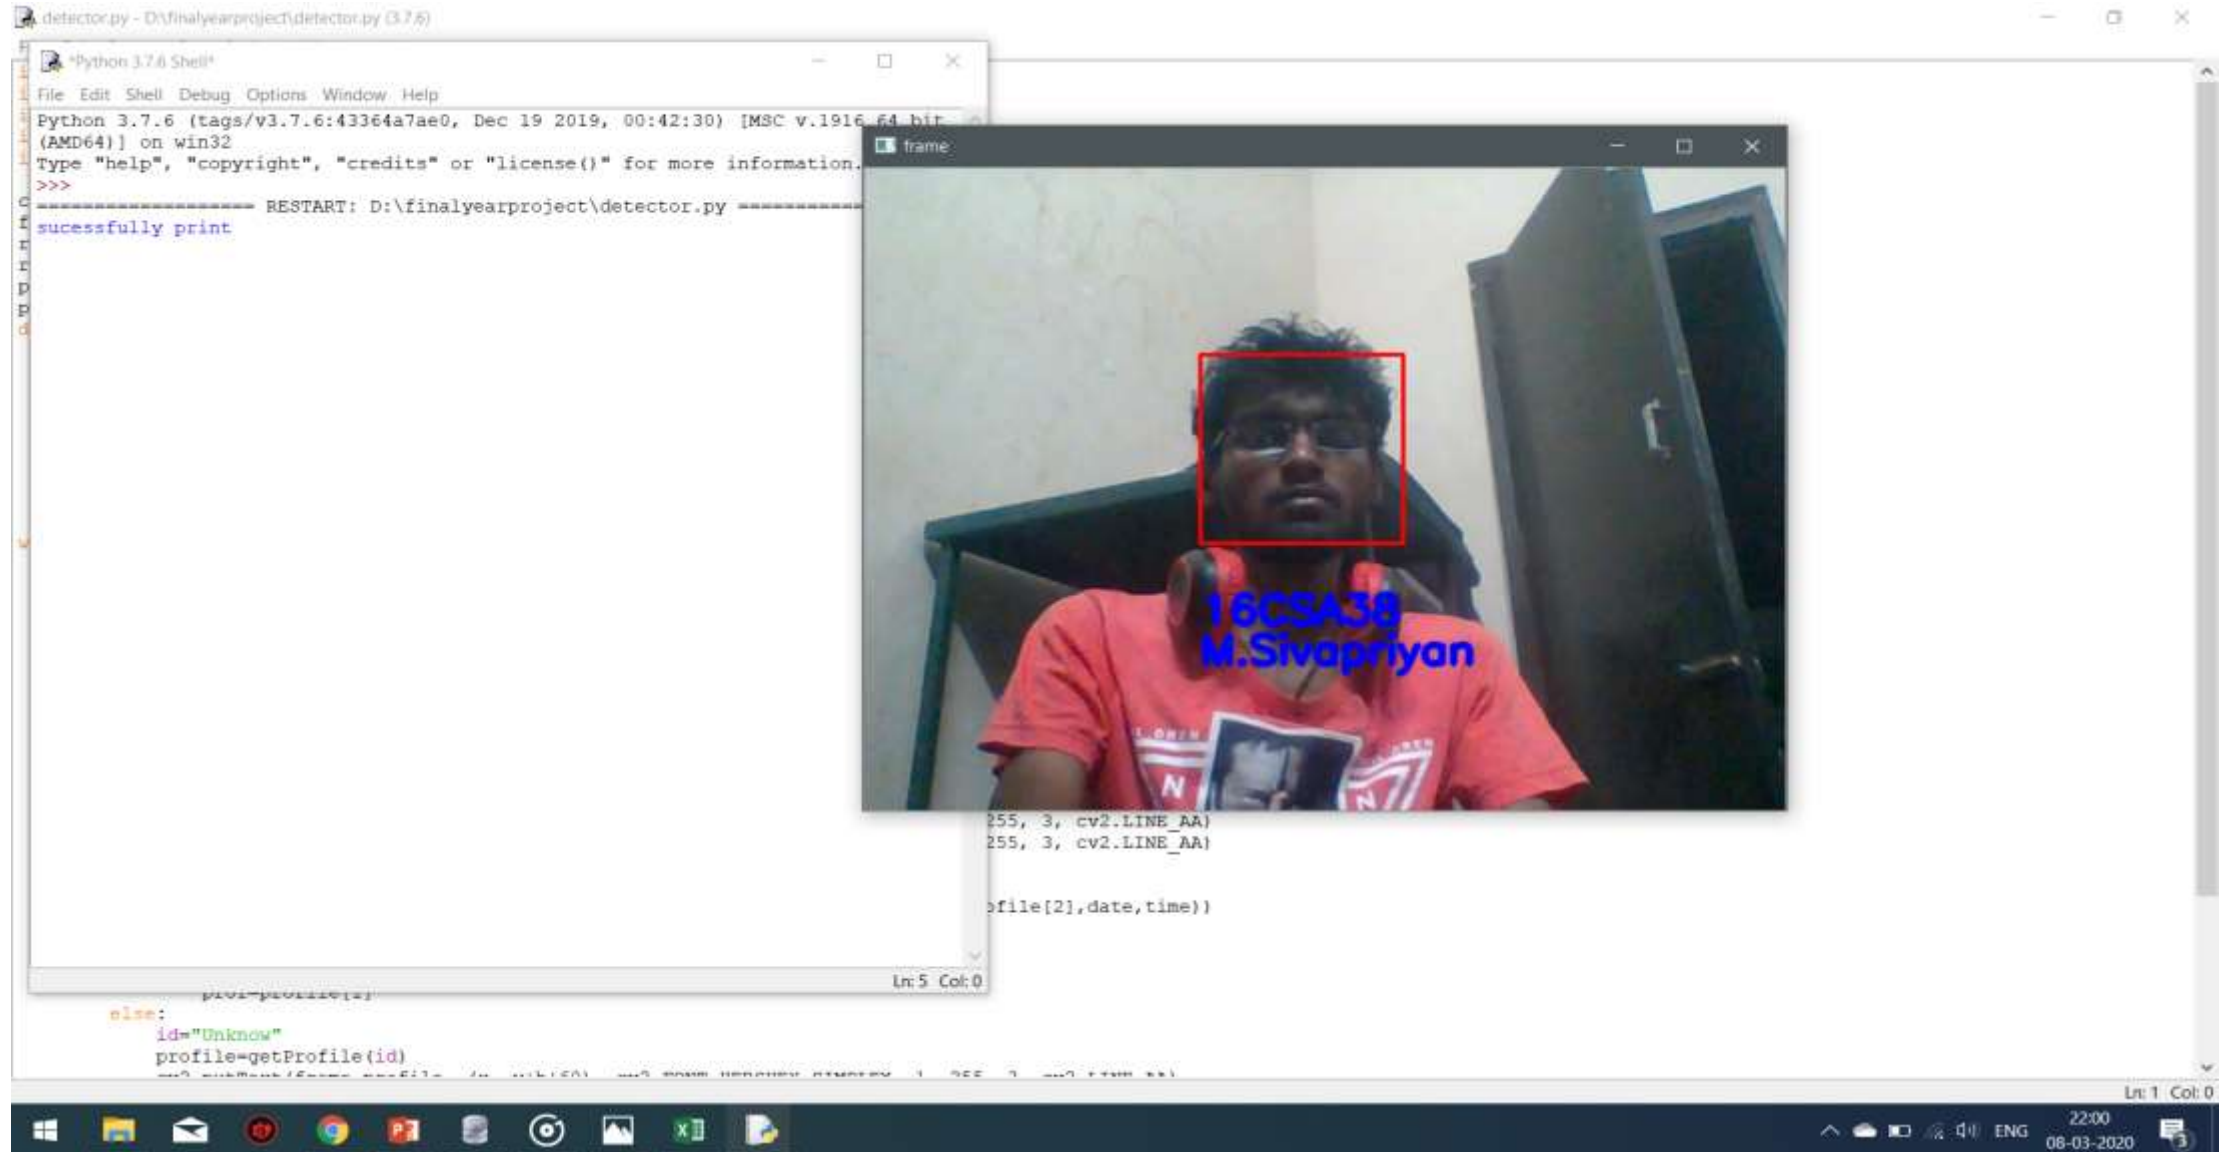 detector.py - D:\finalyearproject\detector.py (3.7.6)
*Python 3.7.6 Shell*
File Edit Shell Debug Options Window Help
Python 3.7.6 (tags/v3.7.6:43364a7ae0, Dec 19 2019, 00:42:30) [MSC v.1916 64 bit
(AMD64)] on win32
Type "help", "copyright", "credits" or "license()" for more information.
>>>
=================== RESTART: D:\finalyearproject\detector.py ===========
sucessfully print
Ln: 5 Col: 0
frame
16CSA38
M.Sivapriyan
N
N
255, 3, cv2.LINE_AA)
255, 3, cv2.LINE_AA)
ofile[2],date,time))
prof=profile[1]
else:
id="Unknow"
profile=getProfile(id)
Ln: 1 Col: 0
ENG
22:00
08-03-2020
3